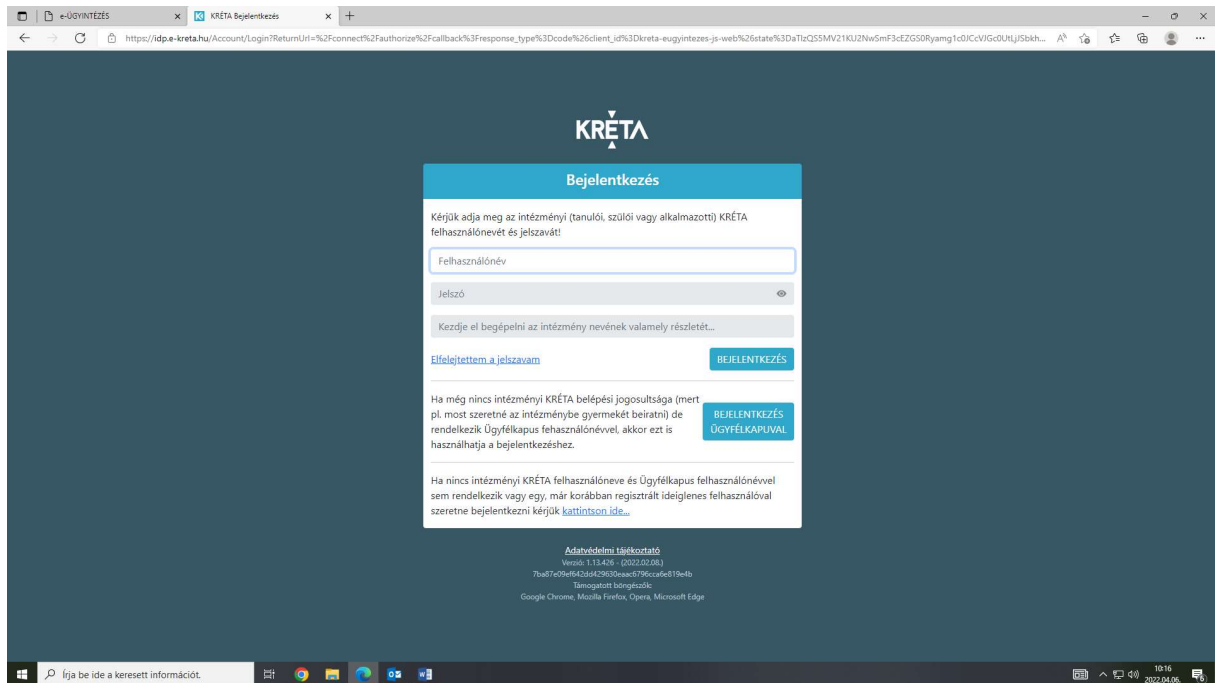 e-ÜGYINTÉZÉS
KRÉTA Bejelentkezés
KRÉTA
Bejelentkezés
Kérjük adja meg az intézményi (tanulói, szülői vagy alkalmazotti) KRÉTA
felhasználónevét és jelszavát!
Felhasználónév
Jelszó
Kezdje el begépelni az intézmény nevének valamely részletét...
Elfelejtettem a jelszavam
BEJELENTKEZÉS
Ha még nincs intézményi KRÉTA belépési jogosultsága (mert
pl. most szeretné az intézménybe gyermekét beiratni) de
rendelkezik Ügyfélkapus fehasználónévvel, akkor ezt is
használhatja a bejelentkezéshez.
BEJELENTKEZÉS
ÜGYFÉLKAPUVAL
Ha nincs intézményi KRÉTA felhasználóneve és Ügyfélkapus felhasználónévvel
sem rendelkezik vagy egy, már korábban regisztrált ideiglenes felhasználóval
szeretne bejelentkezni kérjük kattintson ide...
Adatvédelmi tájékoztató
Verzió: 1.13.426 - (2022.02.08.)
Támogatott böngészők:
Google Chrome, Mozilla Firefox, Opera, Microsoft Edge
Írja be ide a keresett információt.
10:16
2022.04.06.